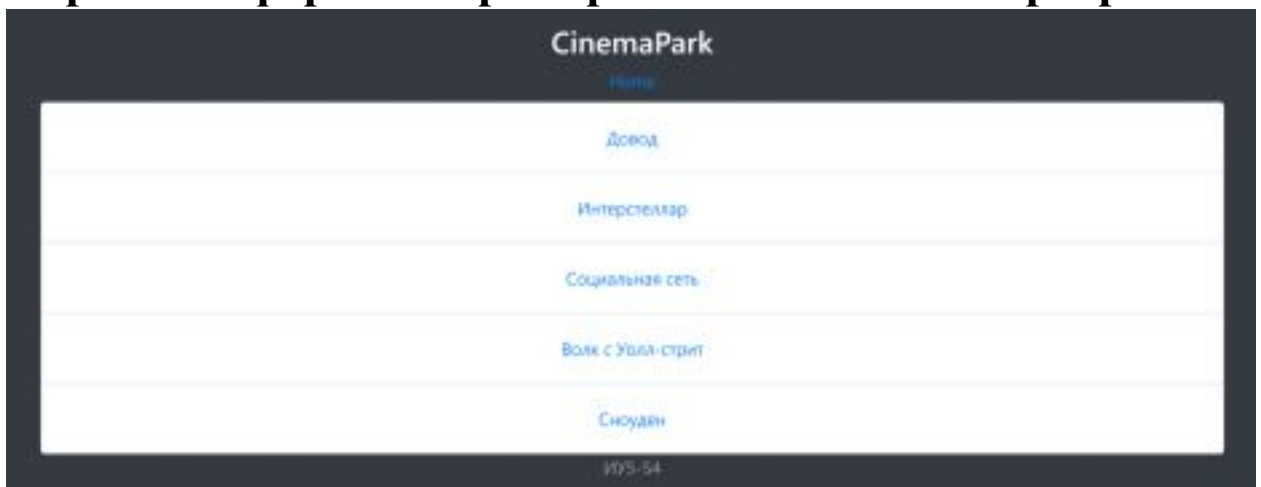 CinemaPark
Home
Довод
Интерстеллар
Социальная сеть
Волк с Уолл-стрит
Сноуден
ИУ5-54